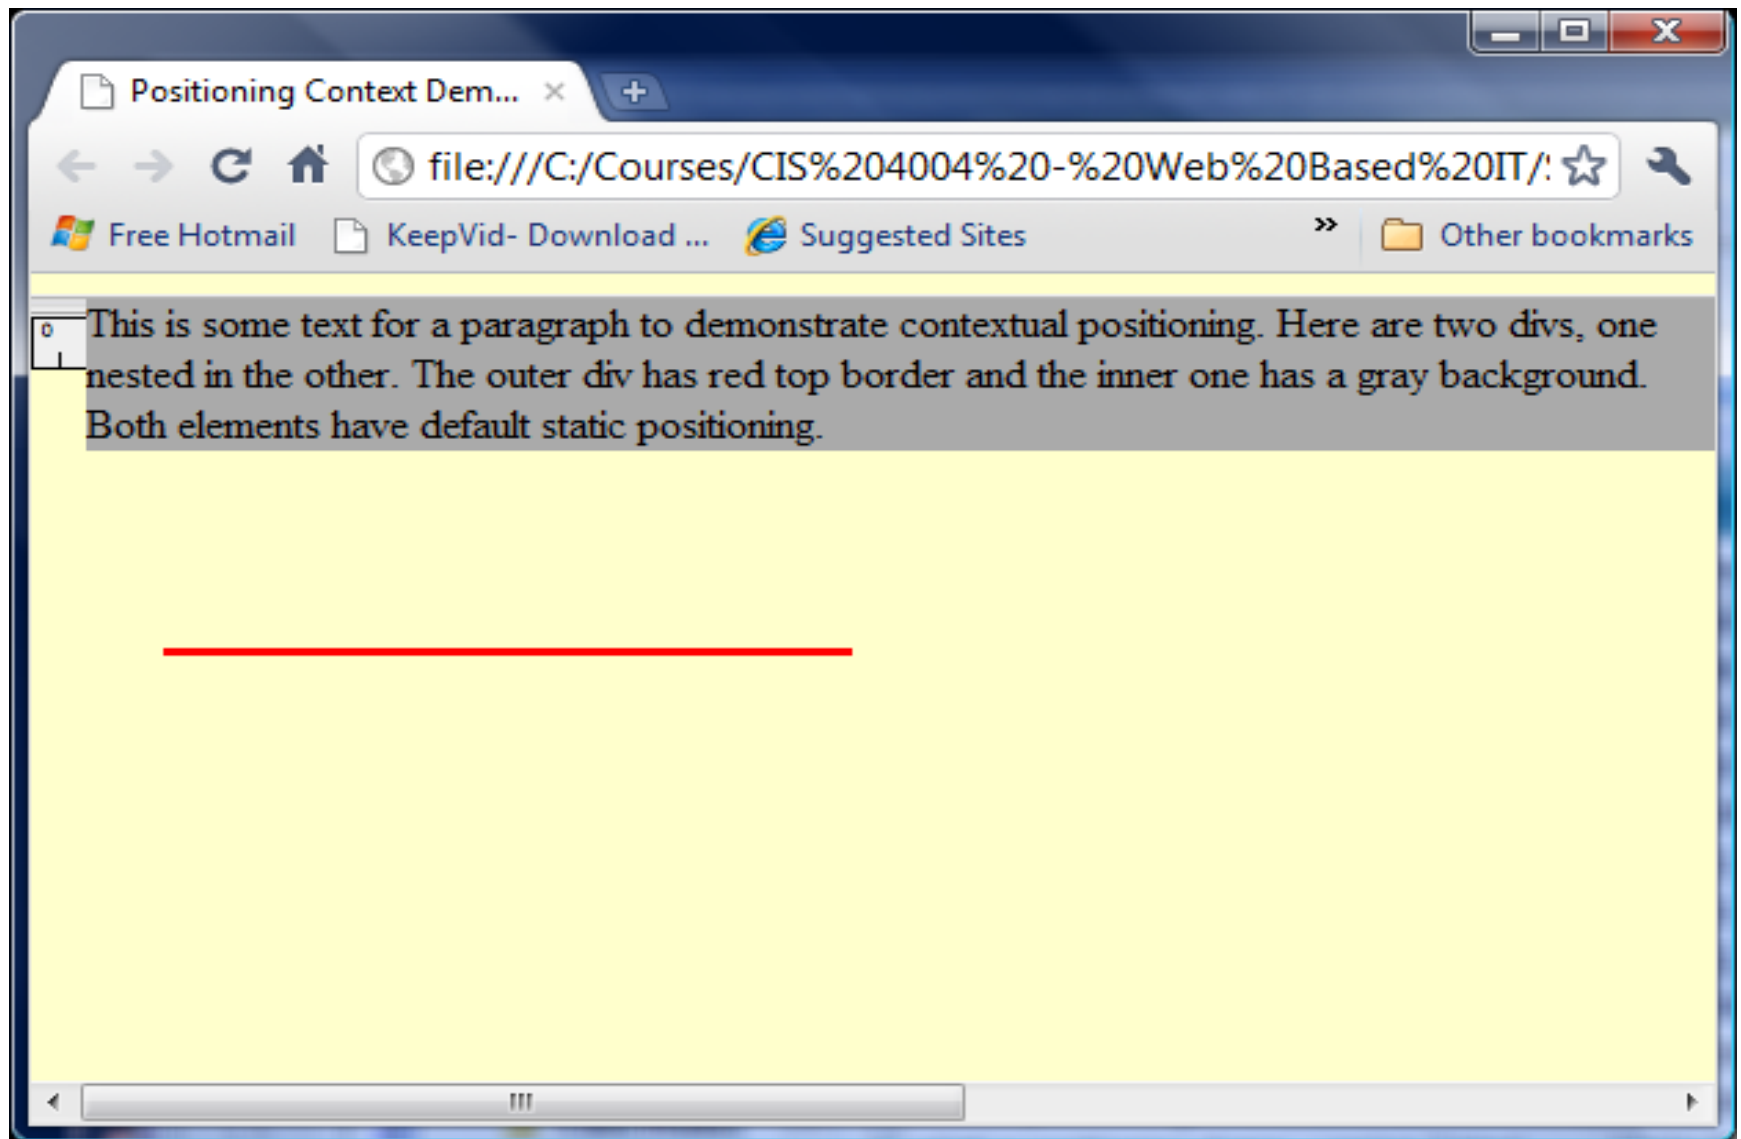 Positioning Context Dem...
file:///C:/Courses/CIS%204004%20-%20Web%20Based%20IT/
Free Hotmail KeepVid- Download ... Suggested Sites » Other bookmarks
0
This is some text for a paragraph to demonstrate contextual positioning. Here are two divs, one
nested in the other. The outer div has red top border and the inner one has a gray background.
Both elements have default static positioning.